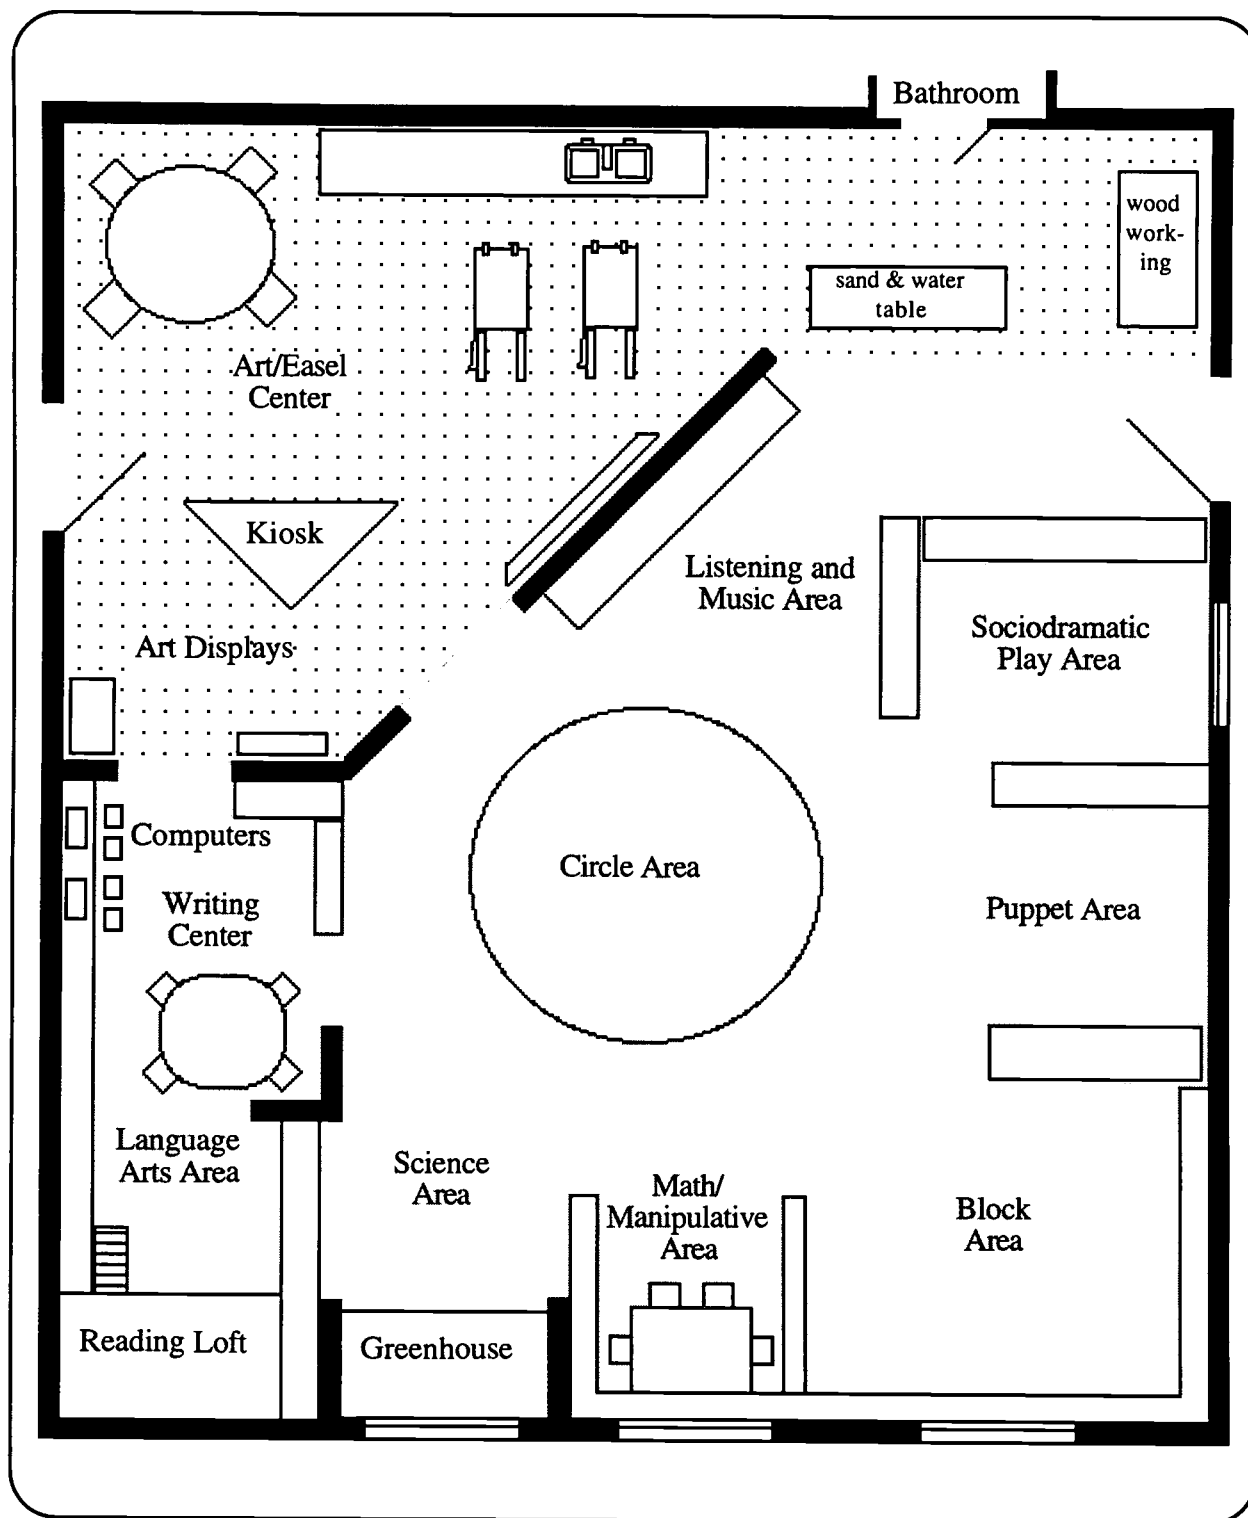 Bathroom
wood
work-
ing
sand & water
table
Art/Easel
Center
Kiosk
Listening and
Music Area
Sociodramatic
Play Area
Art Displays
Computers
Circle Area
Writing
Center
Puppet Area
Language
Arts Area
Science
Area
Math/
Manipulative
Area
Block
Area
Reading Loft
Greenhouse